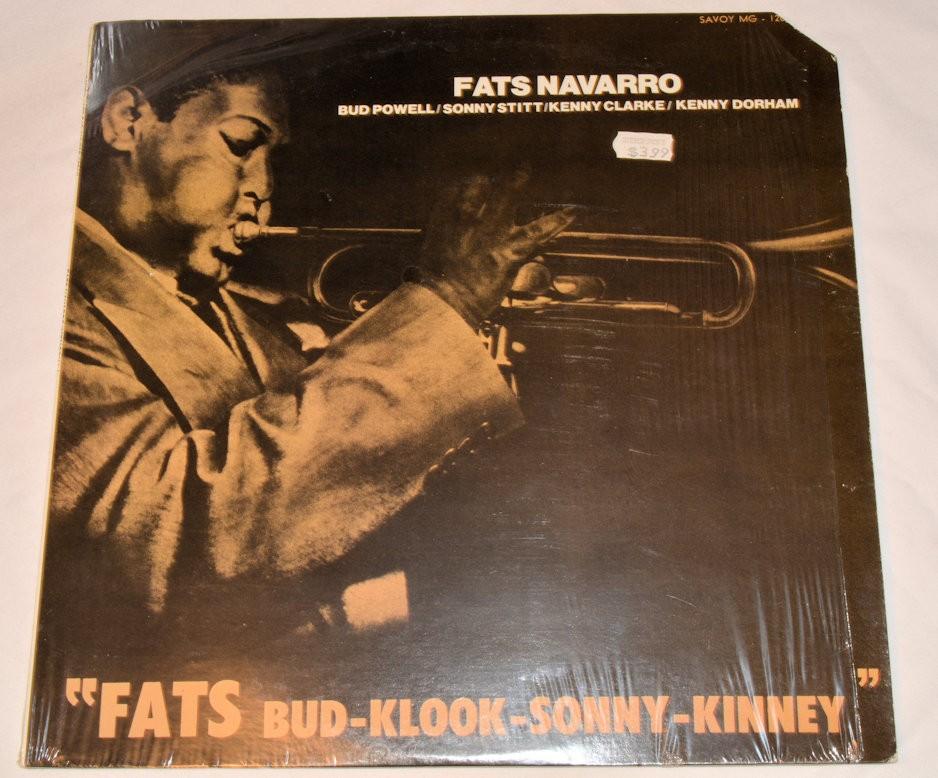 SAVOY MG - 12
FATS NAVARRO
BUD POWELL/SONNY STITT/KENNY CLARKE/ KENNY DORHAM
$3.99
"FATS BUD-KLOOK-SONNY-KINNEY"